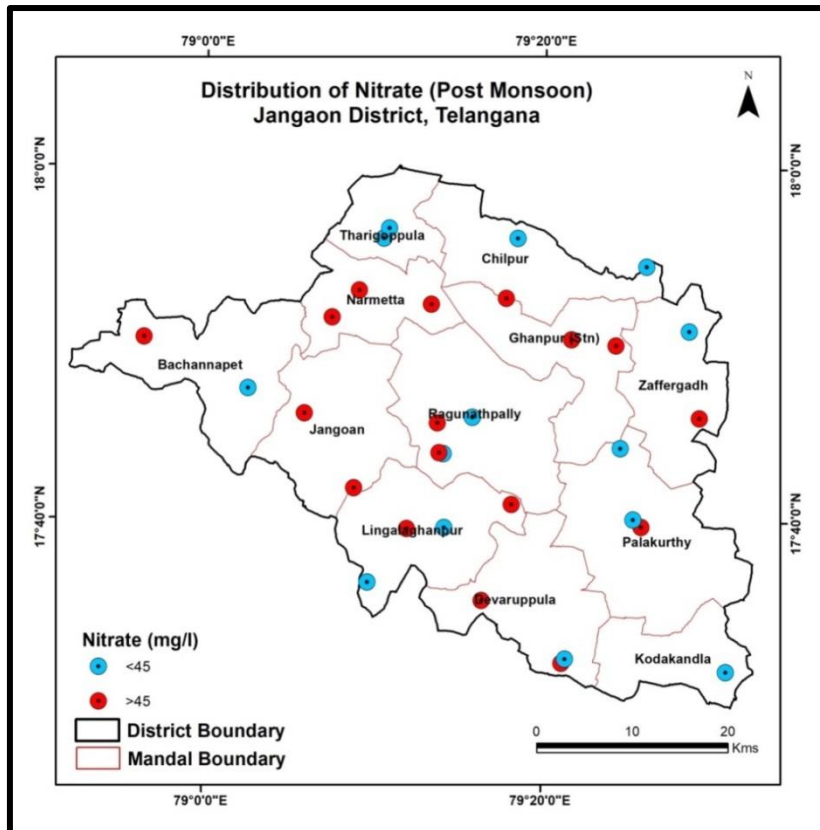 79°0'0"E
79°20'0"E
Distribution of Nitrate (Post Monsoon)
Jangaon District, Telangana
N
18°0'0"N
18°0'0"N
Tharigoppula
Chilpur
Narmetta
Ghanpur (Stn)
Bachannapet
Zaffergadh
Ragunathpally
Jangoan
17°40'0"N
17°40'0"N
Lingalaghanpur
Palakurthy
Devaruppula
Kodakandla
Nitrate (mg/l)
<45
>45
District Boundary
Mandal Boundary
0 10 20
Kms
79°0'0"E
79°20'0"E